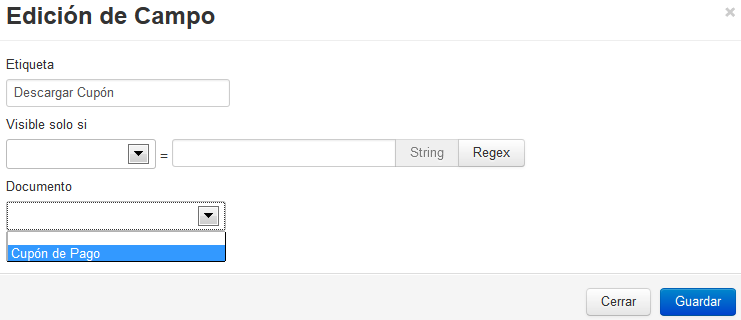 Edición de Campo ×
Etiqueta
Descargar Cupón
Visible solo si
= String Regex
Documento
Cupón de Pago
Cerrar Guardar